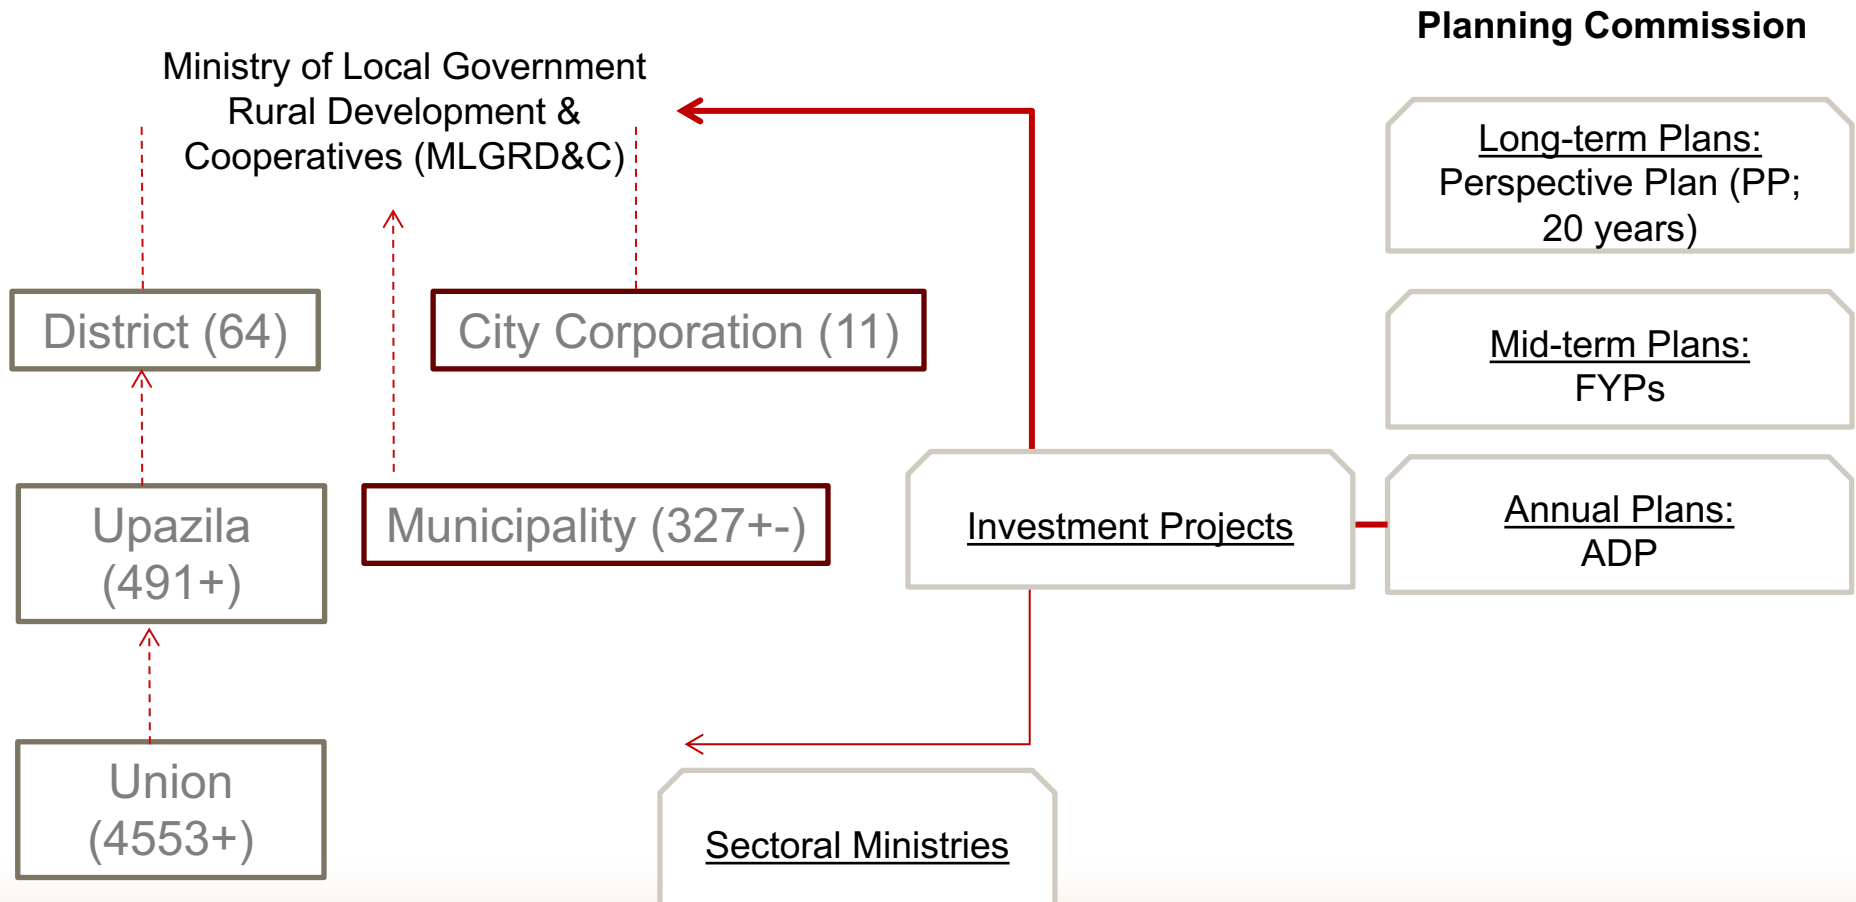 Planning Commission
Ministry of Local Government
Rural Development &
Cooperatives (MLGRD&C)
Long-term Plans:
Perspective Plan (PP;
20 years)
District (64)
City Corporation (11)
Mid-term Plans:
FYPs
Upazila
(491+)
Municipality (327+-)
Investment Projects
Annual Plans:
ADP
Union
(4553+)
Sectoral Ministries